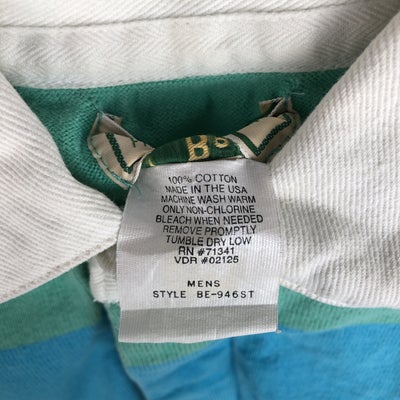 B
100% COTTON
MADE IN THE USA
MACHINE WASH WARM
ONLY NON-CHLORINE
BLEACH WHEN NEEDED
REMOVE PROMPTLY
TUMBLE DRY LOW
RN #71341
VDR #02125
MENS
STYLE BE-946ST